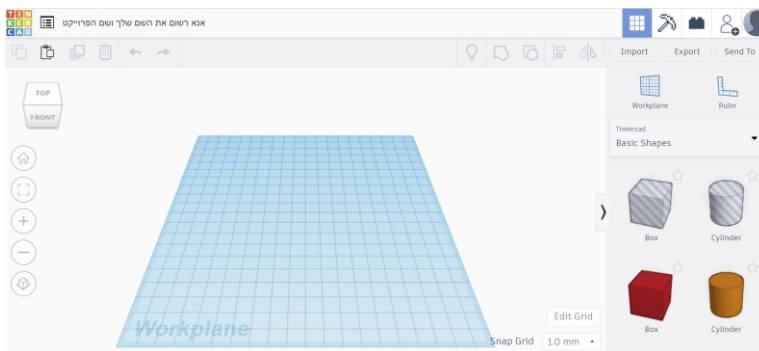 TIN
KER
CAD
אנא רשום את השם שלך ושם הפרוייקט
Import Export Send To
TOP
FRONT
Workplane Ruler
Tinkercad
Basic Shapes
Box Cylinder
Box Cylinder
Workplane
Edit Grid
Snap Grid 1.0 mm